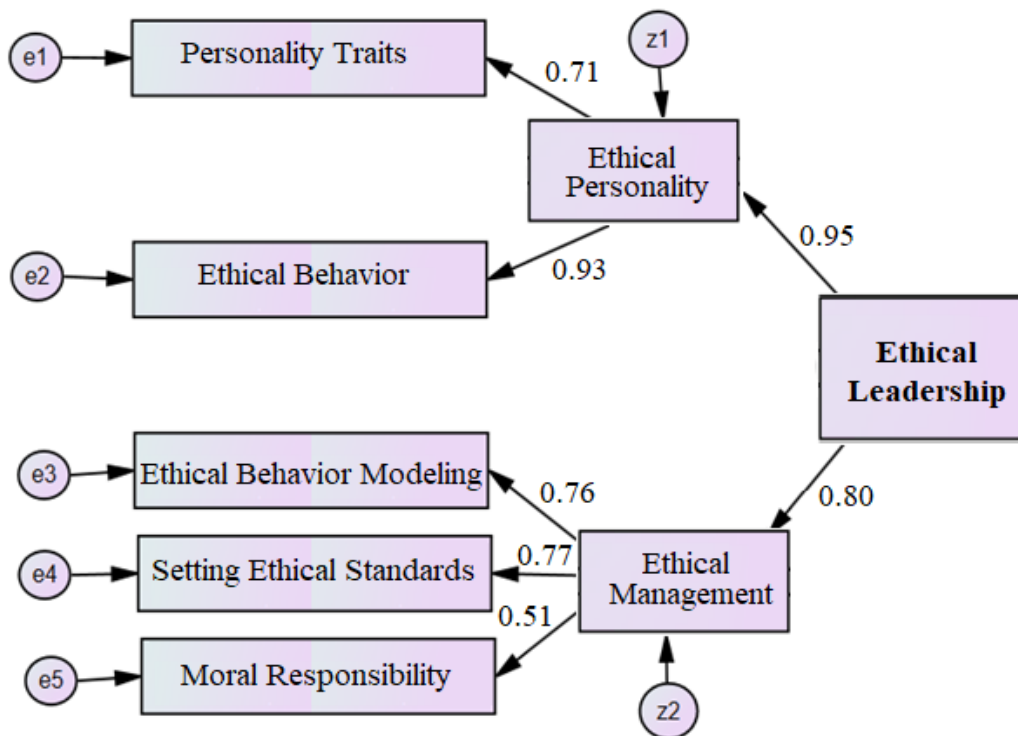 e1
Personality Traits
z1
0.71
Ethical
Personality
0.95
e2
Ethical Behavior
0.93
Ethical
Leadership
e3
Ethical Behavior Modeling
0.76
0.80
e4
Setting Ethical Standards
0.77
Ethical
Management
0.51
e5
Moral Responsibility
z2